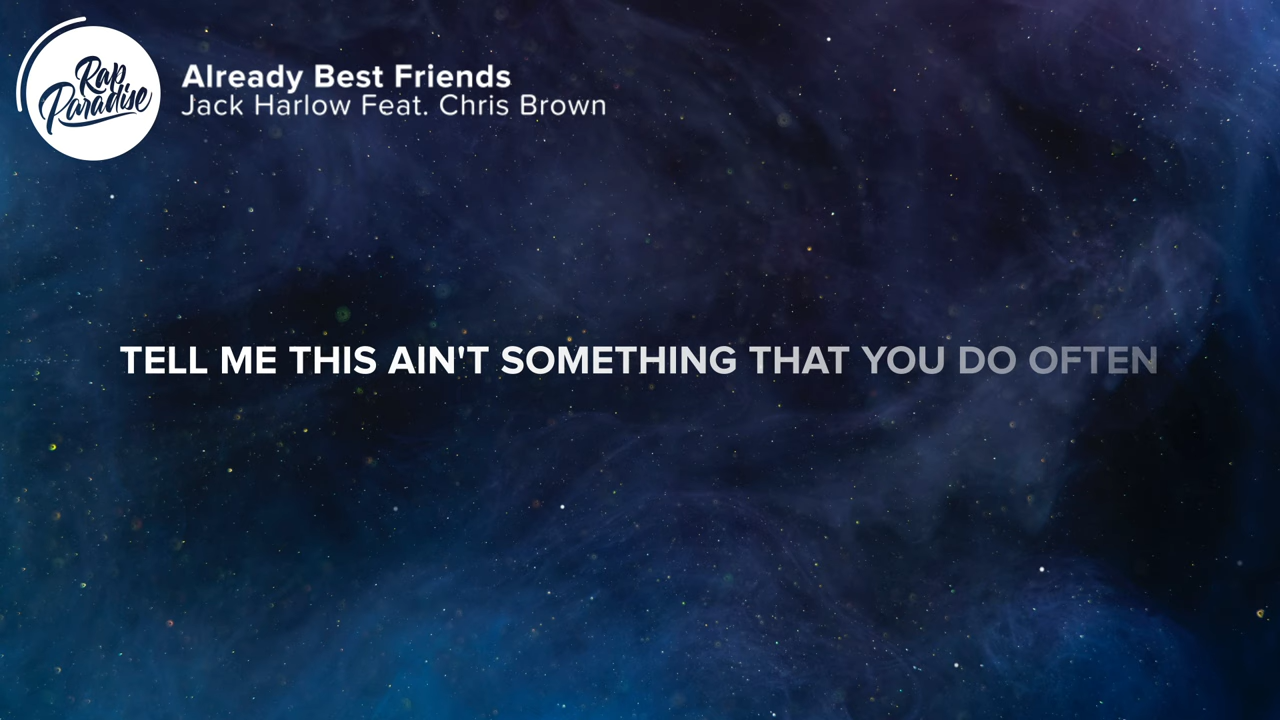 Rap
Paradise
Already Best Friends
Jack Harlow Feat. Chris Brown
TELL ME THIS AIN'T SOMETHING THAT YOU DO OFTEN